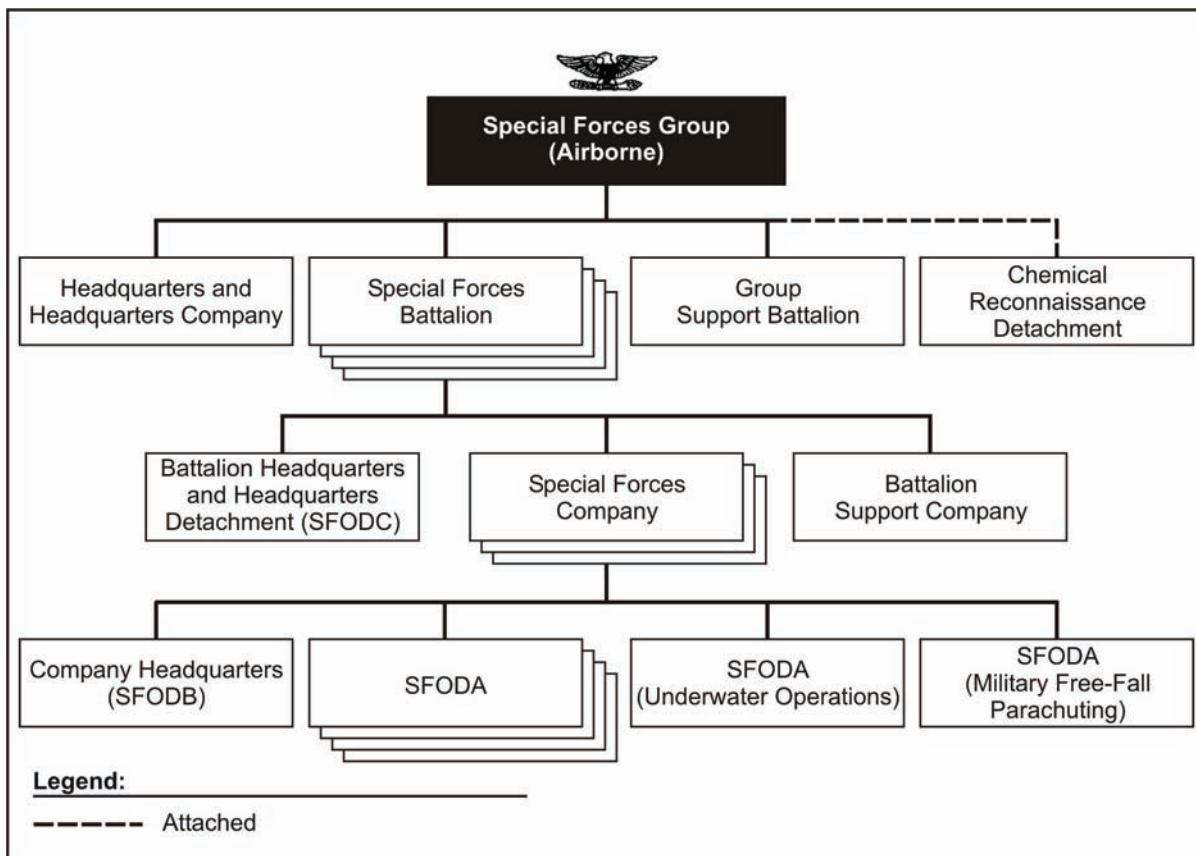 Special Forces Group
(Airborne)
Headquarters and
Headquarters Company
Special Forces
Battalion
Group
Support Battalion
Chemical
Reconnaissance
Detachment
Battalion Headquarters
and Headquarters
Detachment (SFODC)
Special Forces
Company
Battalion
Support Company
Company Headquarters
(SFODB)
SFODA
SFODA
(Underwater Operations)
SFODA
(Military Free-Fall
Parachuting)
Legend:
Attached